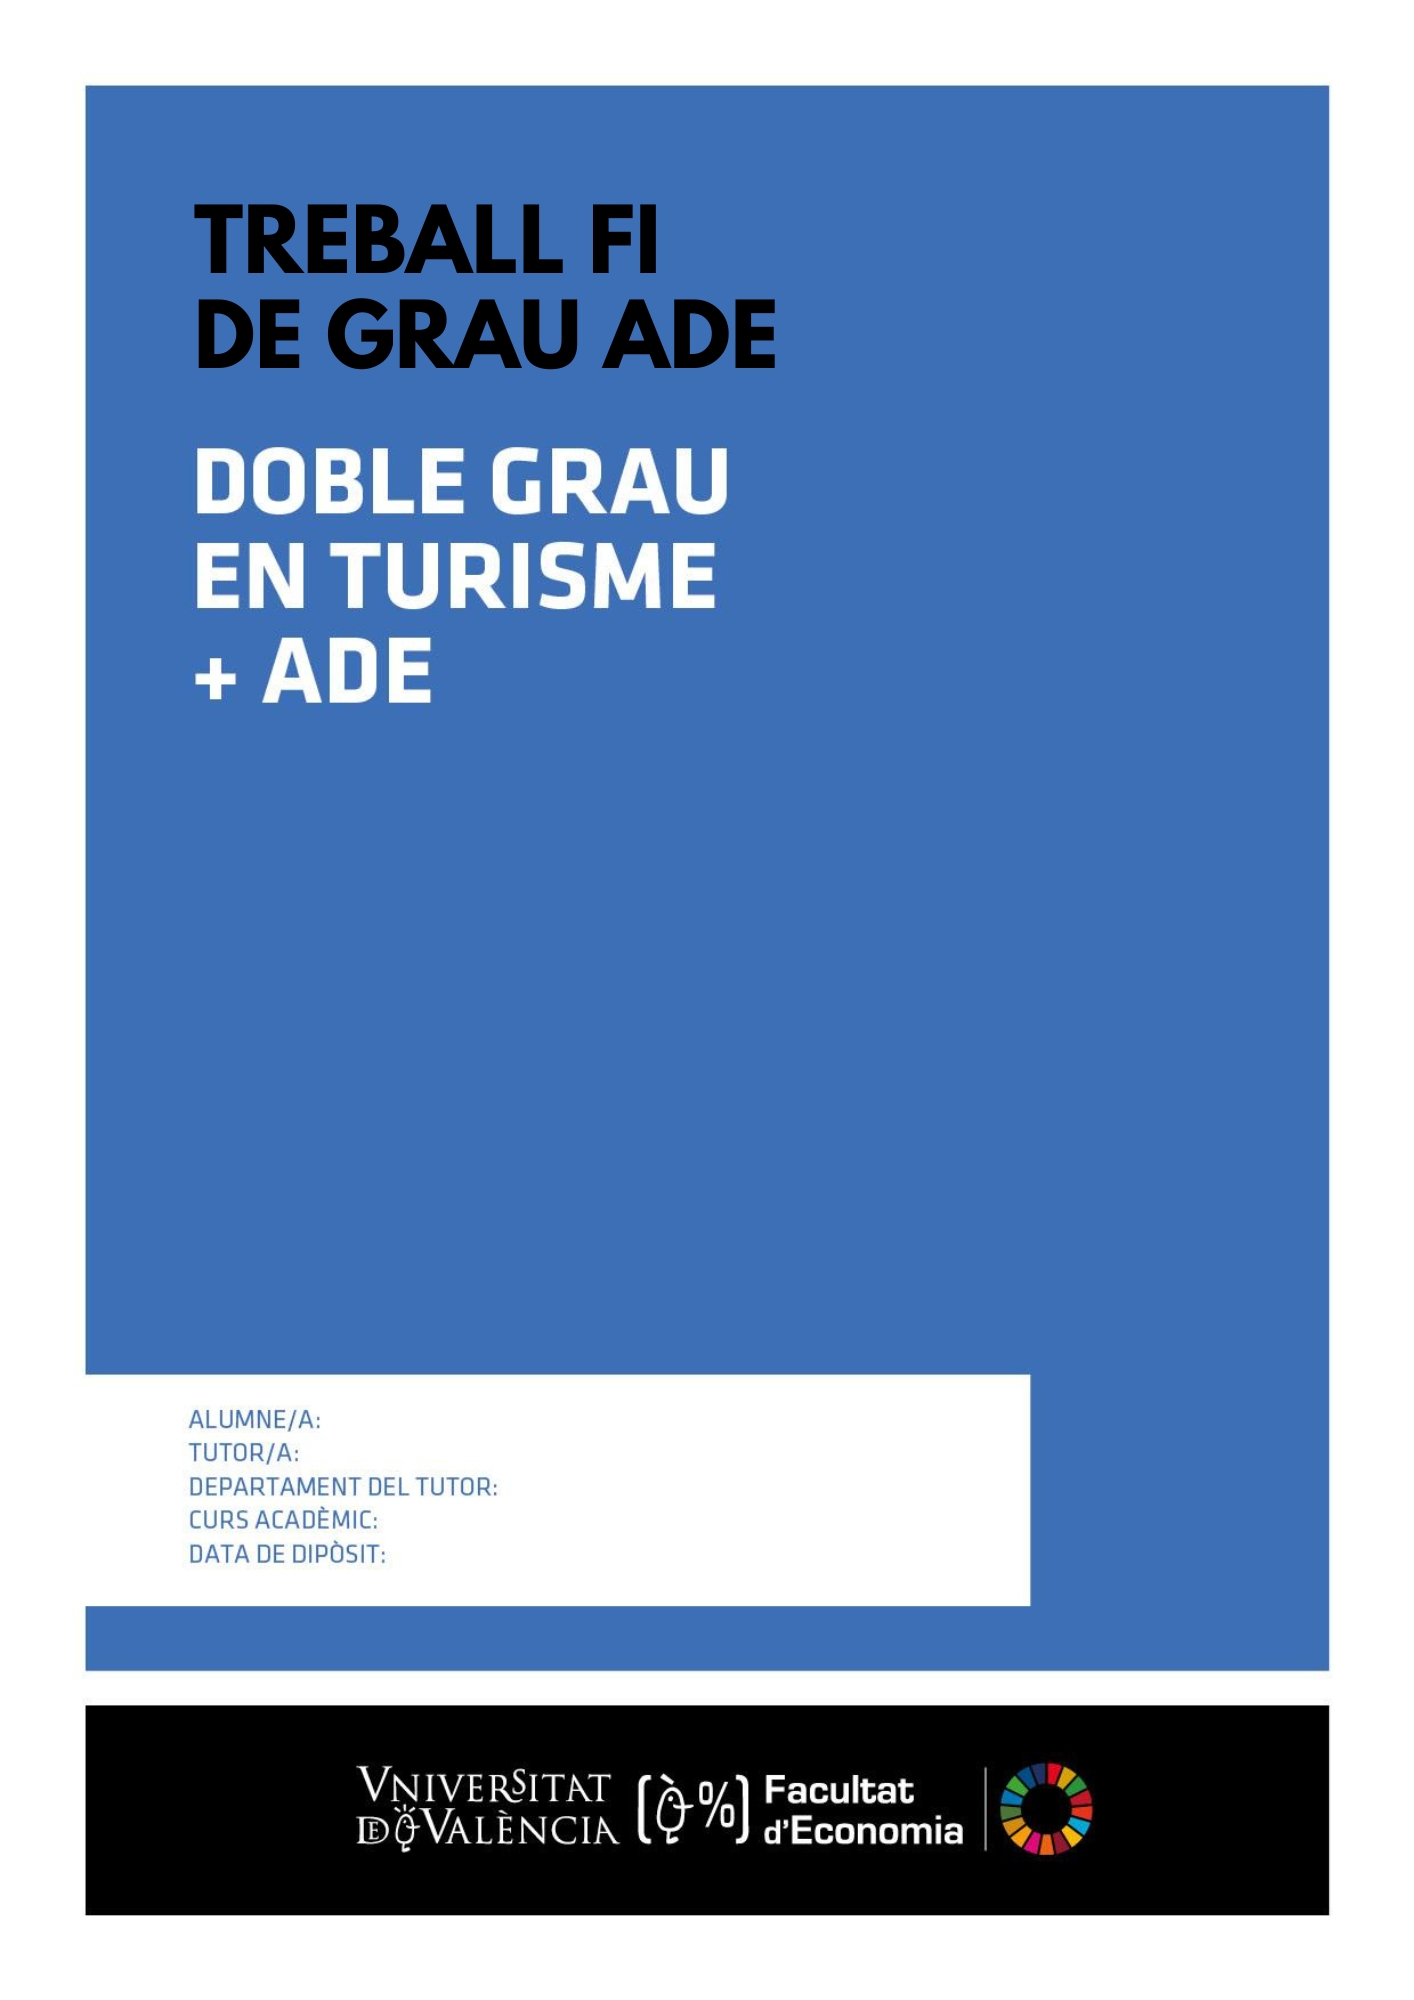 TREBALL FI
DE GRAU ADE
DOBLE GRAU
EN TURISME
+ ADE
ALUMNE/A:
TUTOR/A:
DEPARTAMENT DEL TUTOR:
CURS ACADÈMIC:
DATA DE DIPÒSIT:
VNIVERSITAT
DE VALÈNCIA
Facultat
d'Economia